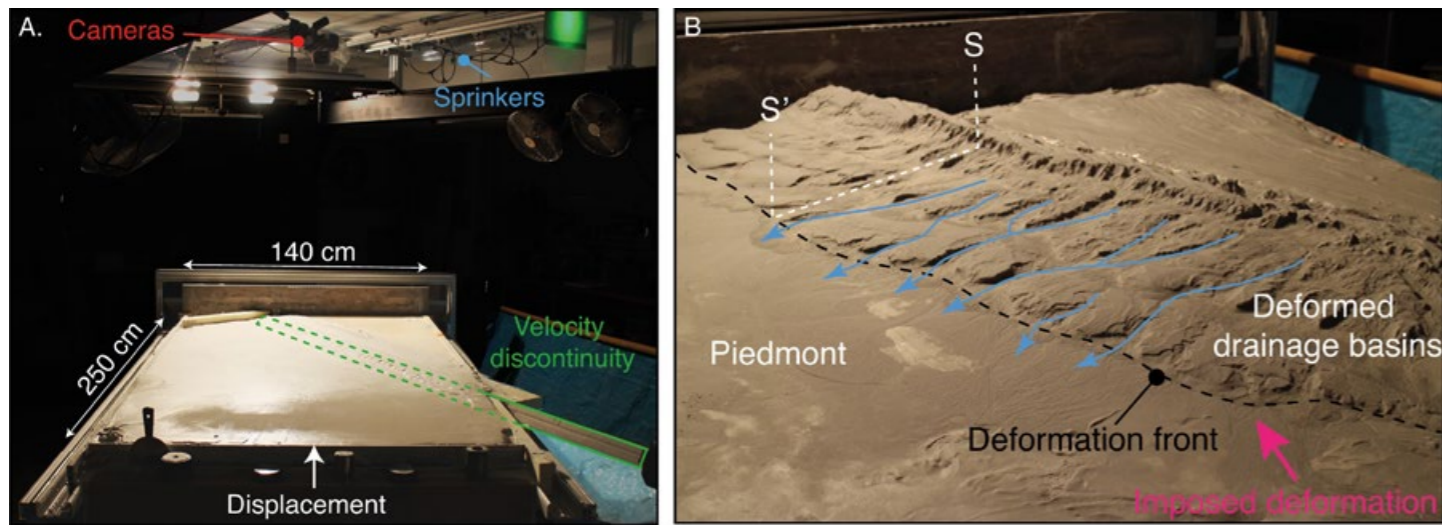 A.
Cameras
Sprinkers
140 cm
250 cm
Velocity
discontinuity
Displacement
B
S
S'
Piedmont
Deformed
drainage basins
Deformation front
Imposed deformation